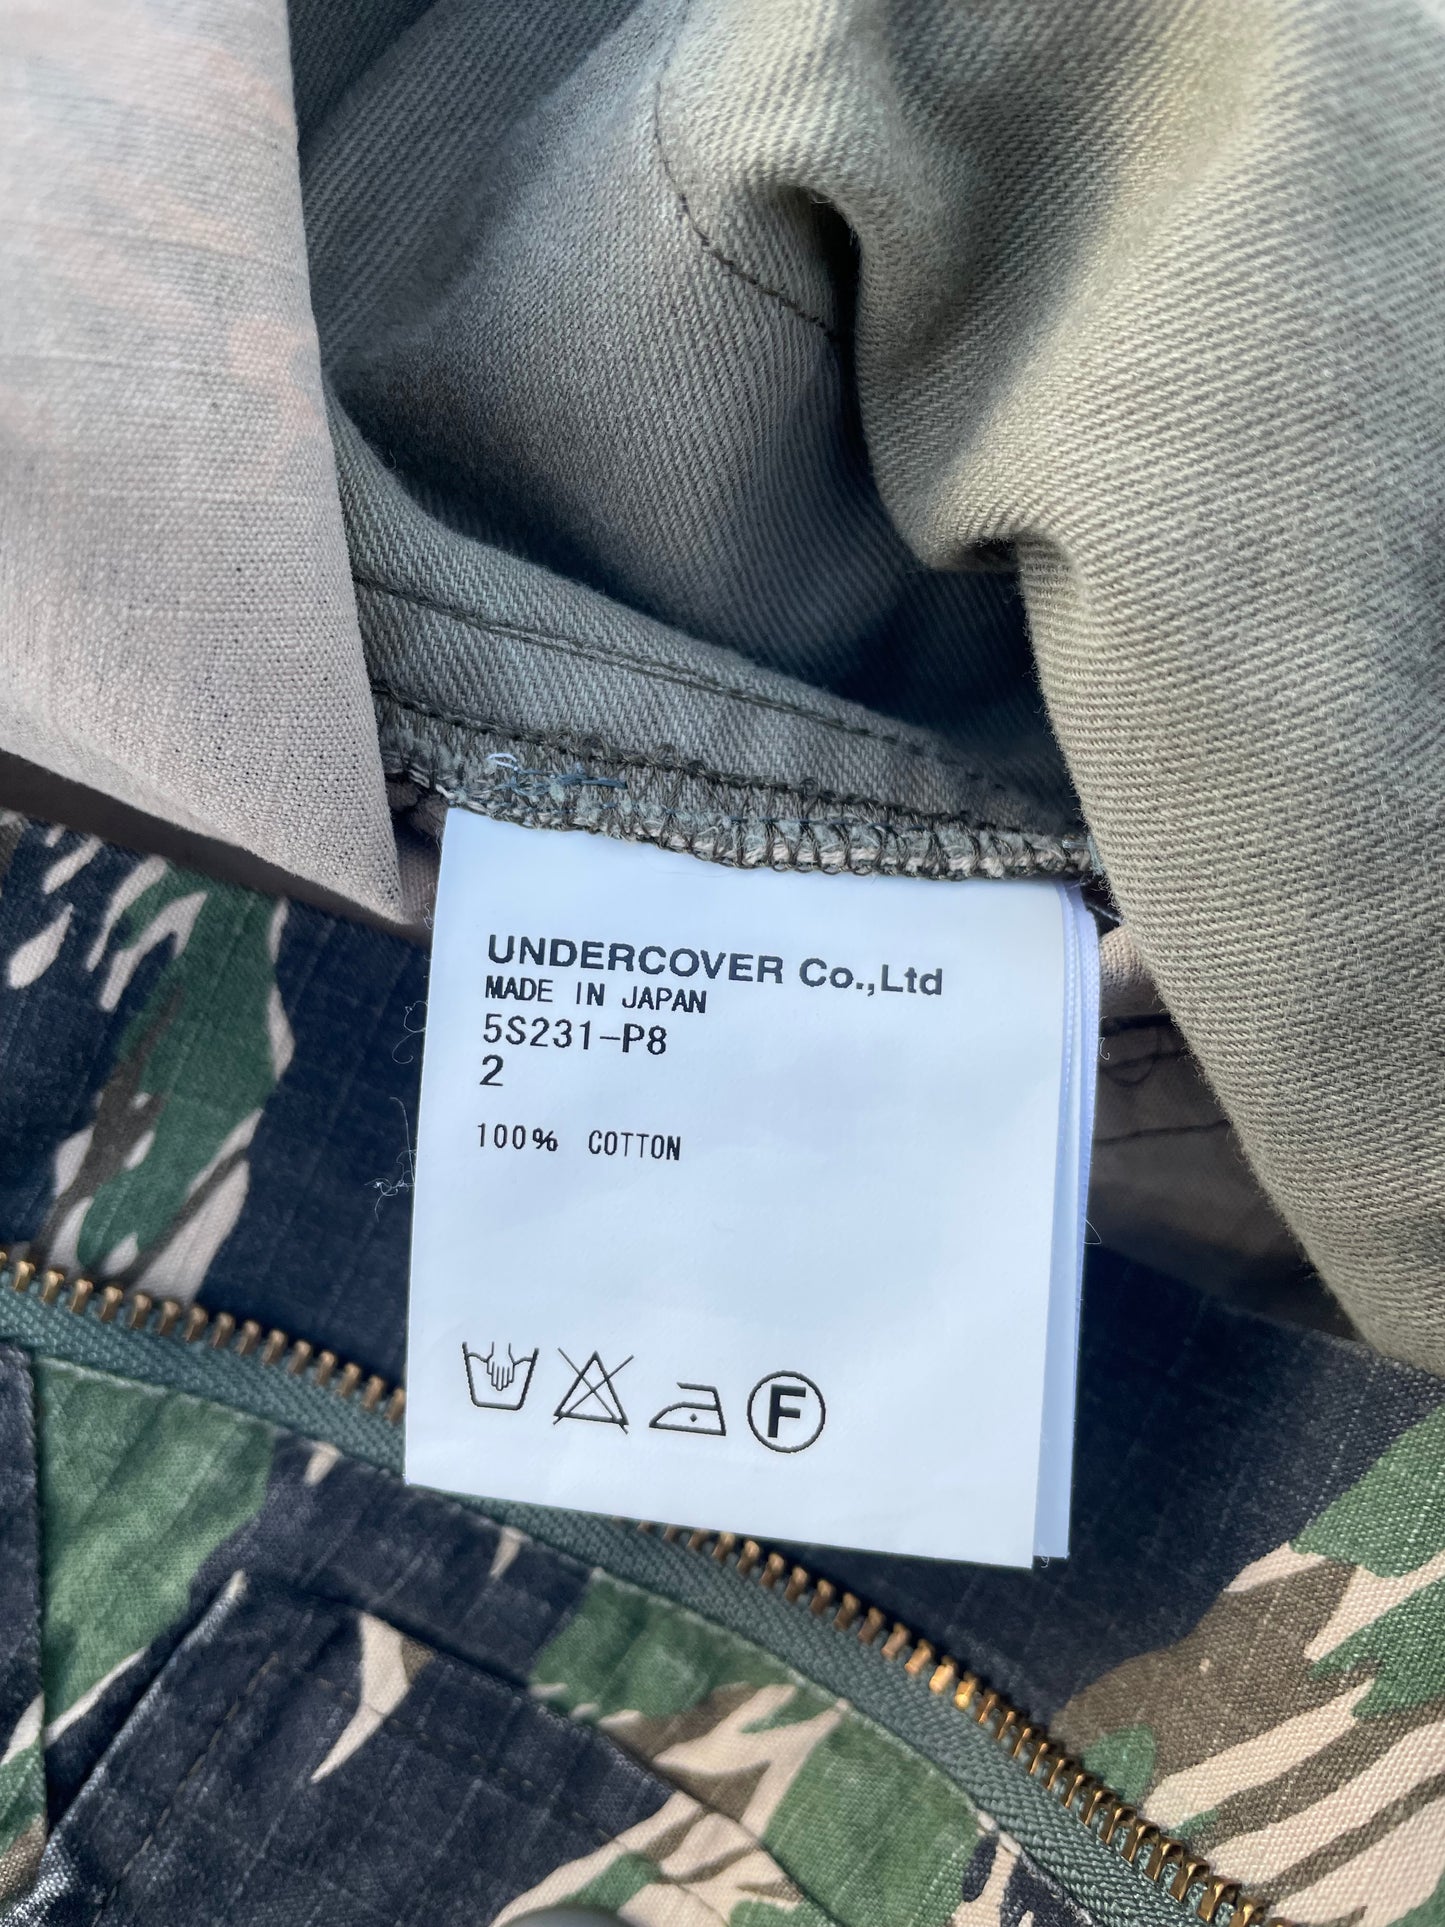 UNDERCOVER Co.,Ltd
MADE IN JAPAN
5S231-P8
2
100% COTTON
F